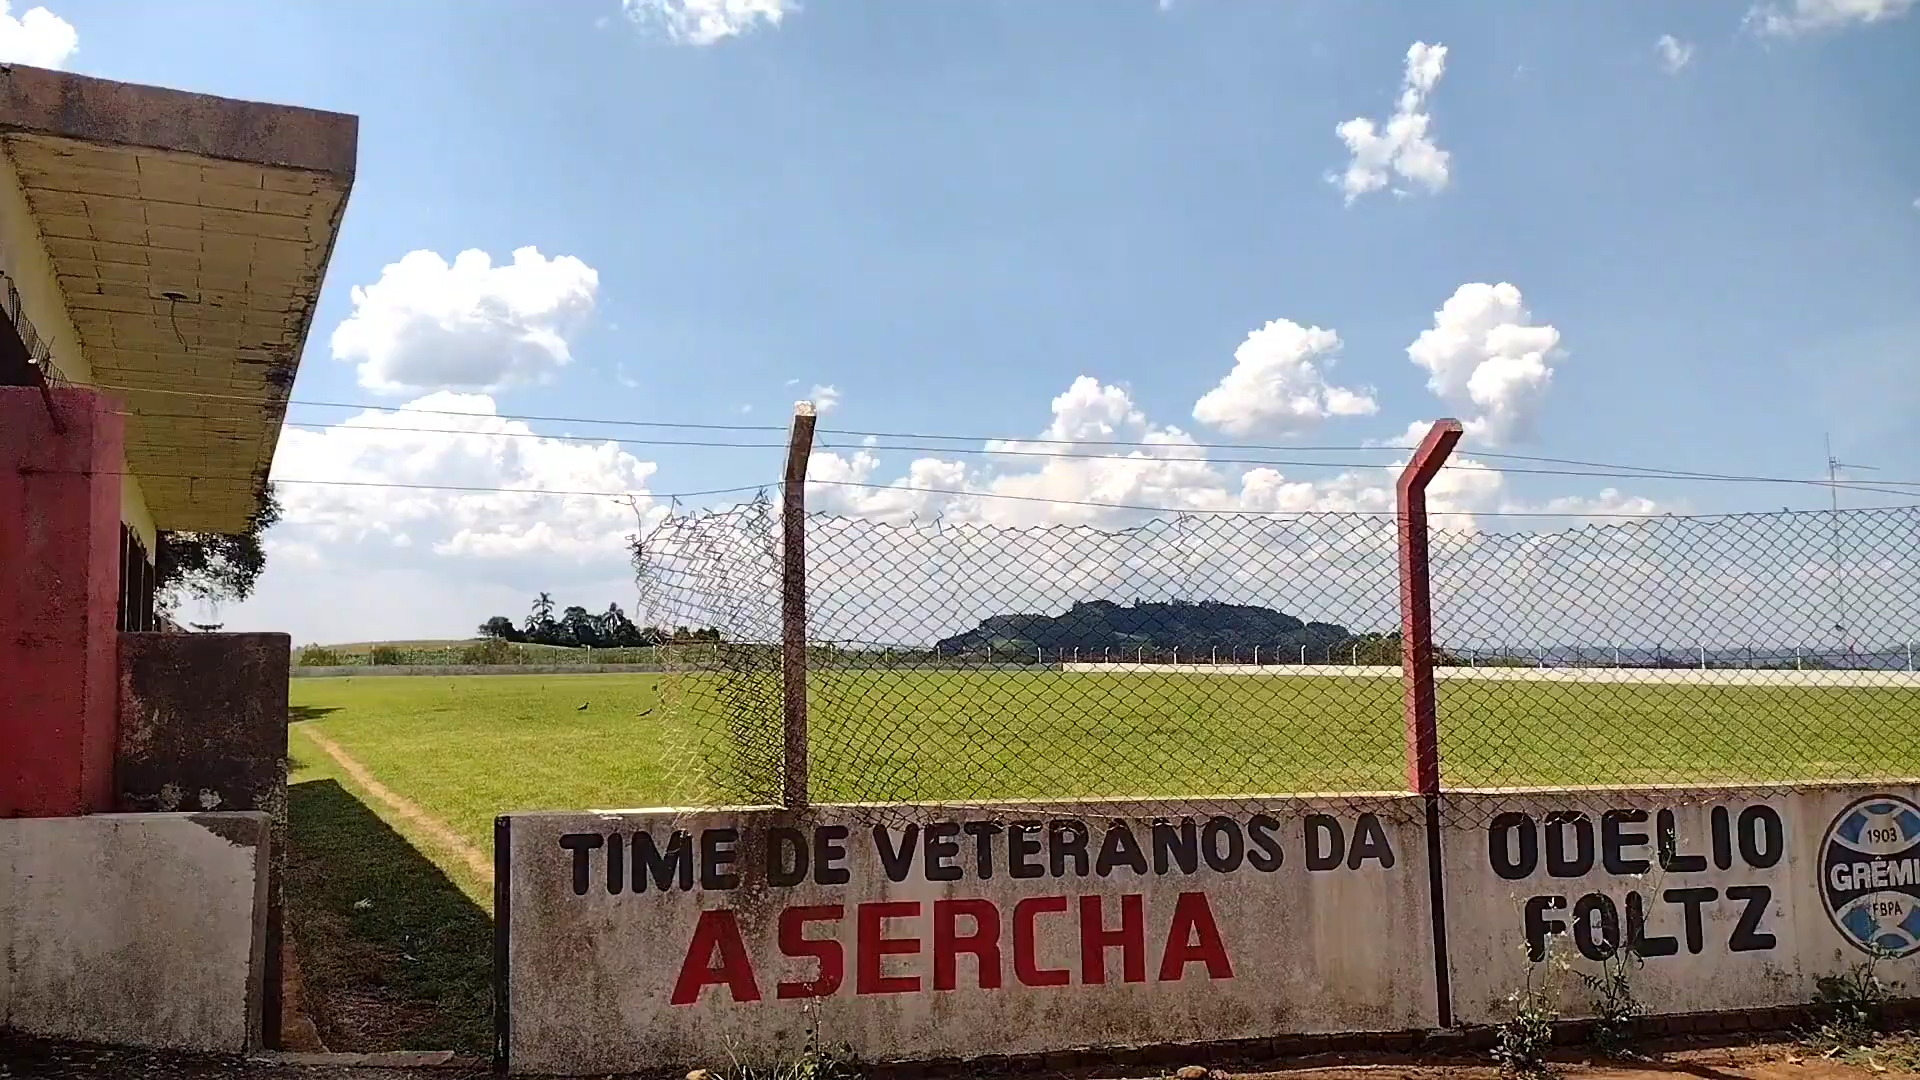 TIME DE VETERANOS DA
ASERCHA
ODELIO
FOLTZ
1903
GRÊMI
FBPA